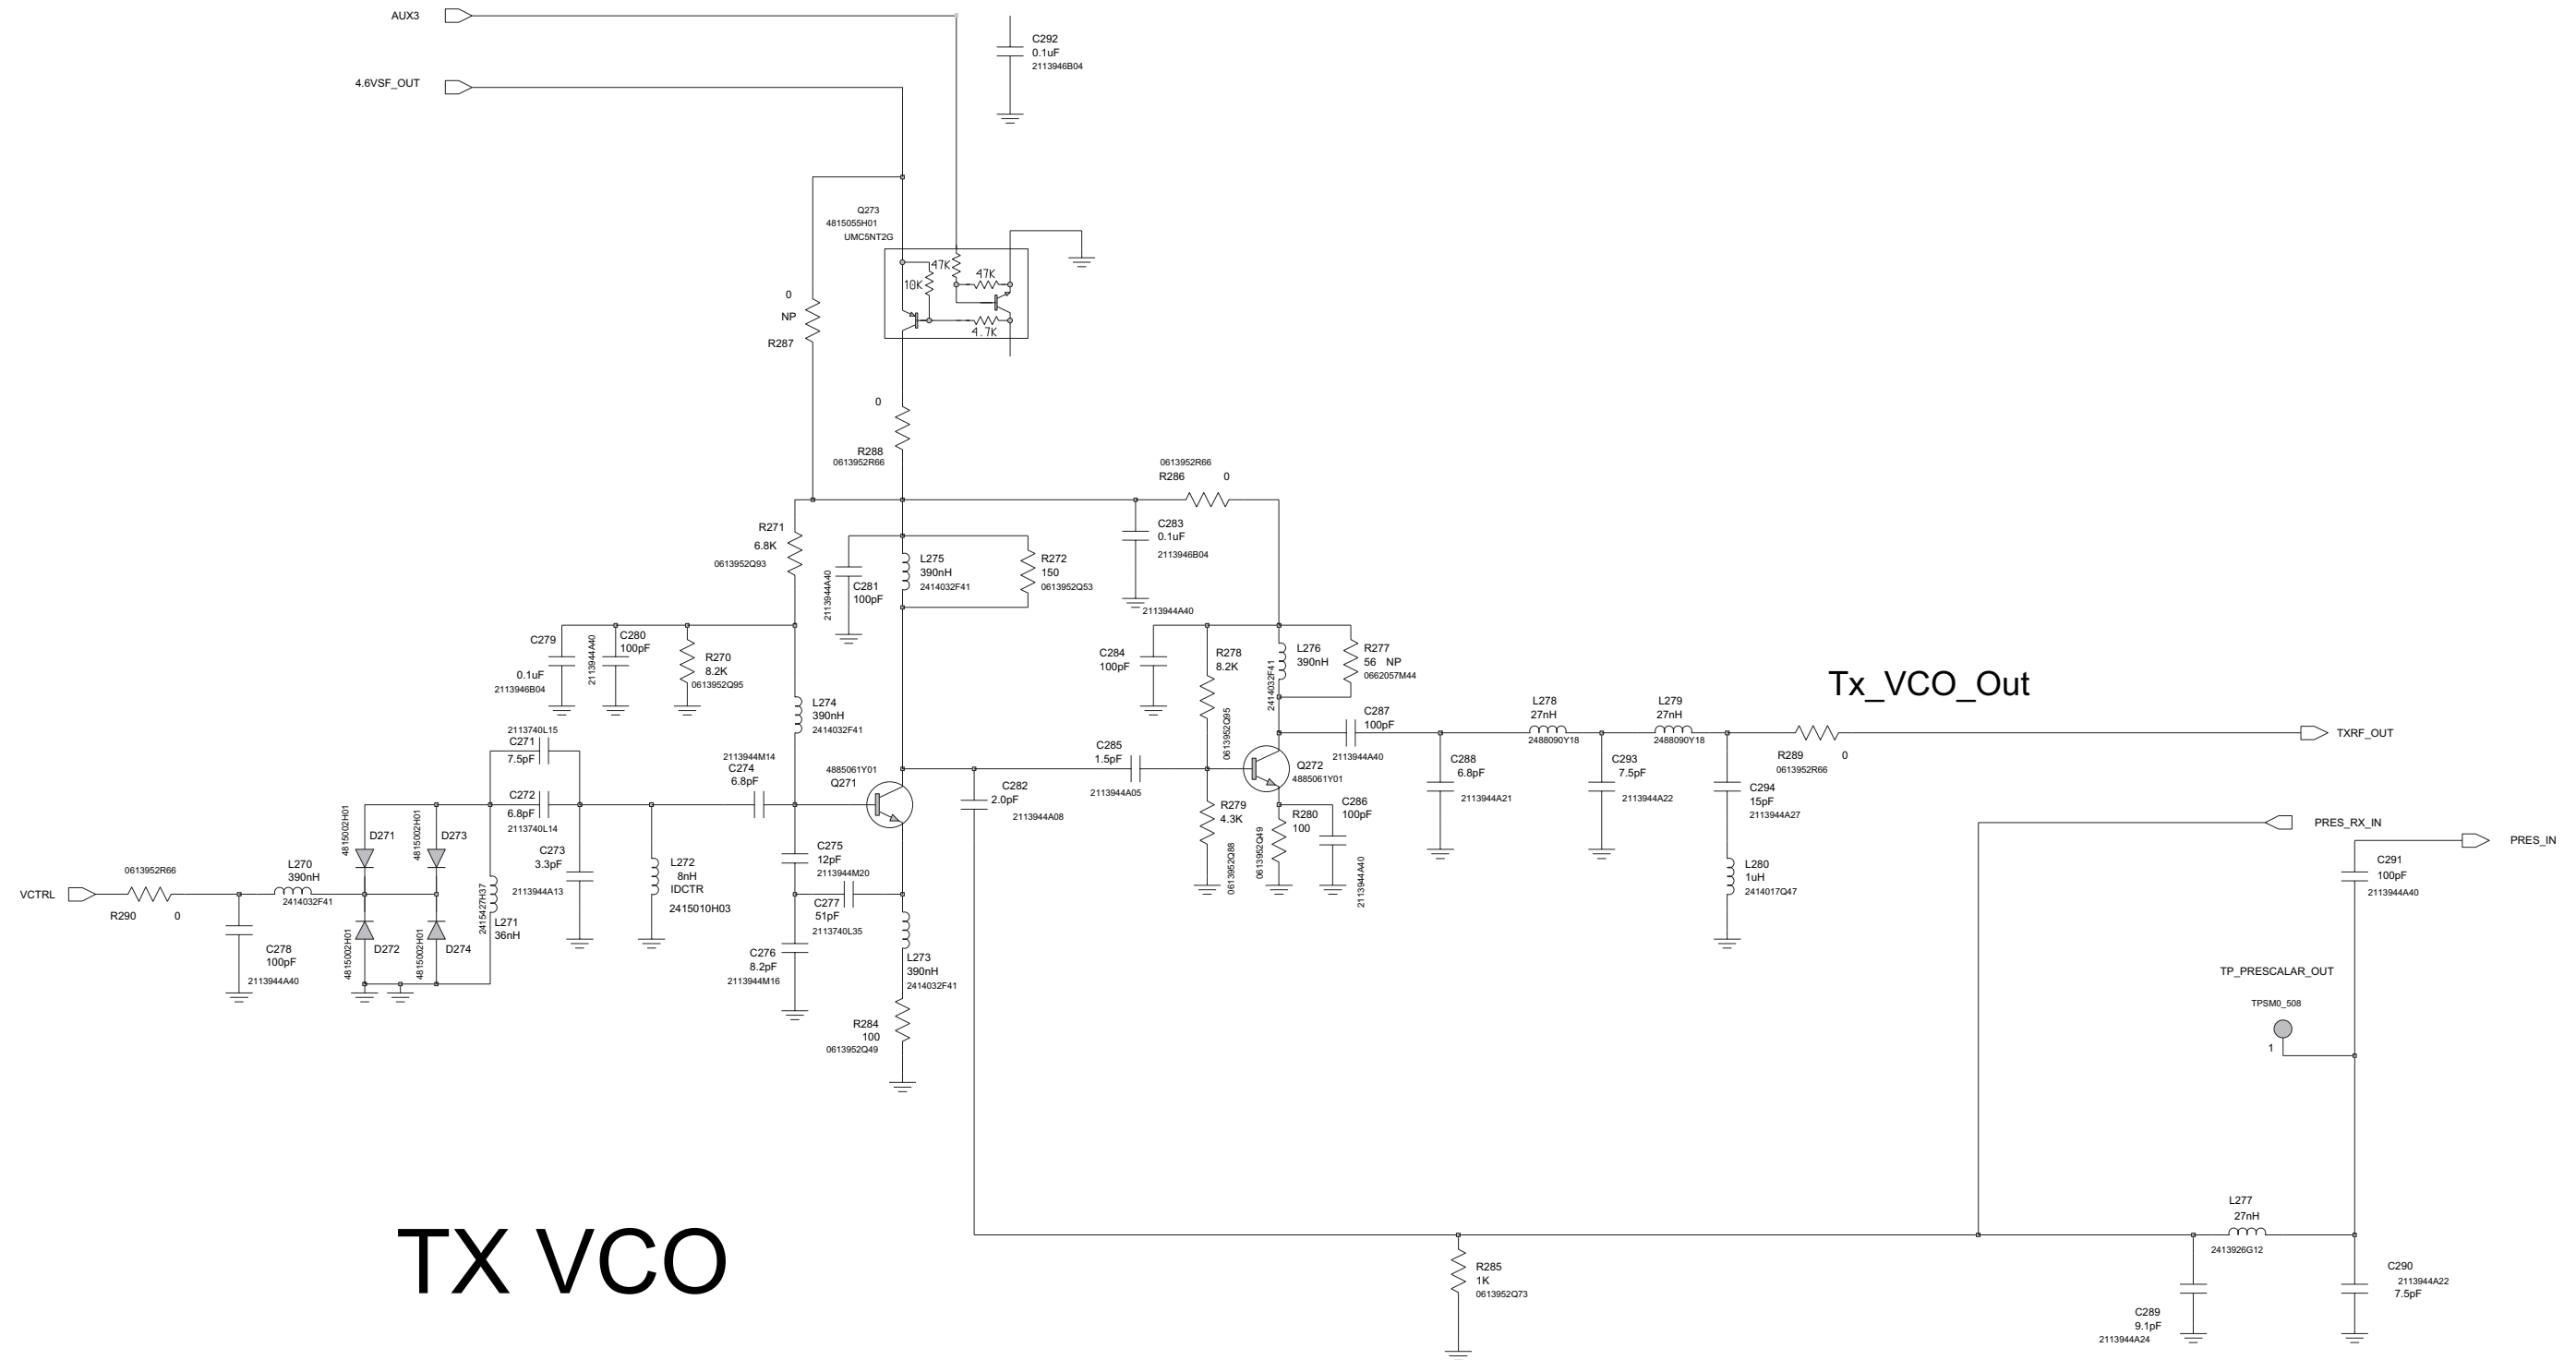 AUX3
C292
0.1uF
2113946B04
4.6VSF_OUT
Q273
4815055H01
UMC5NT2G
47K
47K
10K
4.7K
0
NP
R287
0
R288
0613952R66
0613952R66
R286 0
R271
6.8K
0613952Q93
C283
0.1uF
2113946B04
L275
390nH
2414032F41
R272
150
0613952Q53
2113944A40
C281
100pF
2113944A40
C279
0.1uF
2113946B04
2113944A40
C280
100pF
R270
8.2K
0613952Q95
C284
100pF
R278
8.2K
0613952Q95
L276
390nH
2414032F41
R277
56 NP
0662057M44
Tx_VCO_Out
L274
390nH
2414032F41
2113740L15
C271
7.5pF
2113944M14
C274
6.8pF
4885061Y01
Q271
C285
1.5pF
2113944A05
C287
100pF
2113944A40
Q272
4885061Y01
L278
27nH
2488090Y18
L279
27nH
2488090Y18
R289 0
0613952R66
TXRF_OUT
C272
6.8pF
2113740L14
C282
2.0pF
2113944A08
C288
6.8pF
2113944A21
C293
7.5pF
2113944A22
C294
15pF
2113944A27
R279
4.3K
0613952Q88
R280
100
0613952Q49
C286
100pF
2113944A40
PRES_RX_IN
PRES_IN
4815002H01
D271
4815002H01
D273
C273
3.3pF
2113944A13
L272
8nH
IDCTR
2415010H03
C275
12pF
2113944M20
L280
1uH
2414017Q47
C291
100pF
2113944A40
VCTRL
0613952R66
R290 0
L270
390nH
2414032F41
C278
100pF
2113944A40
4815002H01
D272
4815002H01
D274
2415427H37
L271
36nH
C277
51pF
2113740L35
C276
8.2pF
2113944M16
L273
390nH
2414032F41
R284
100
0613952Q49
TP_PRESCALAR_OUT
TPSM0_508
1
L277
27nH
2413926G12
TX VCO
R285
1K
0613952Q73
C289
9.1pF
2113944A24
C290
2113944A22
7.5pF